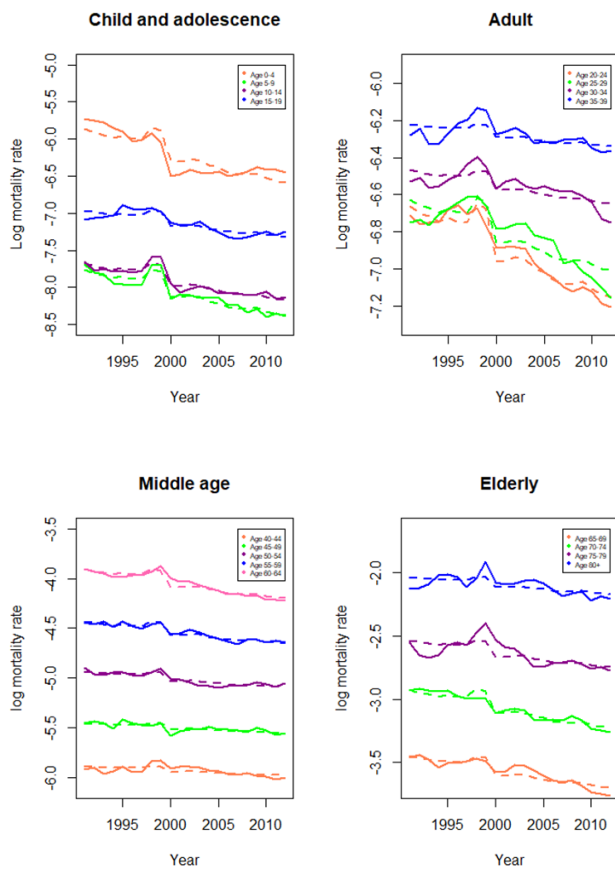 Child and adolescence
Log mortality rate
-5.0
-5.5
-6.0
-6.5
-7.0
-7.5
-8.0
-8.5
Age 0-4
Age 5-9
Age 10-14
Age 15-19
1995 2000 2005 2010
Year
Adult
Log mortality rate
-6.0
-6.2
-6.4
-6.6
-6.8
-7.0
-7.2
Age 20-24
Age 25-29
Age 30-34
Age 35-39
1995 2000 2005 2010
Year
Middle age
log mortality rate
-3.5
-4.0
-4.5
-5.0
-5.5
-6.0
Age 40-44
Age 45-49
Age 50-54
Age 55-59
Age 60-64
1995 2000 2005 2010
Year
Elderly
log mortality rate
-2.0
-2.5
-3.0
-3.5
Age 65-69
Age 70-74
Age 75-79
Age 80+
1995 2000 2005 2010
Year